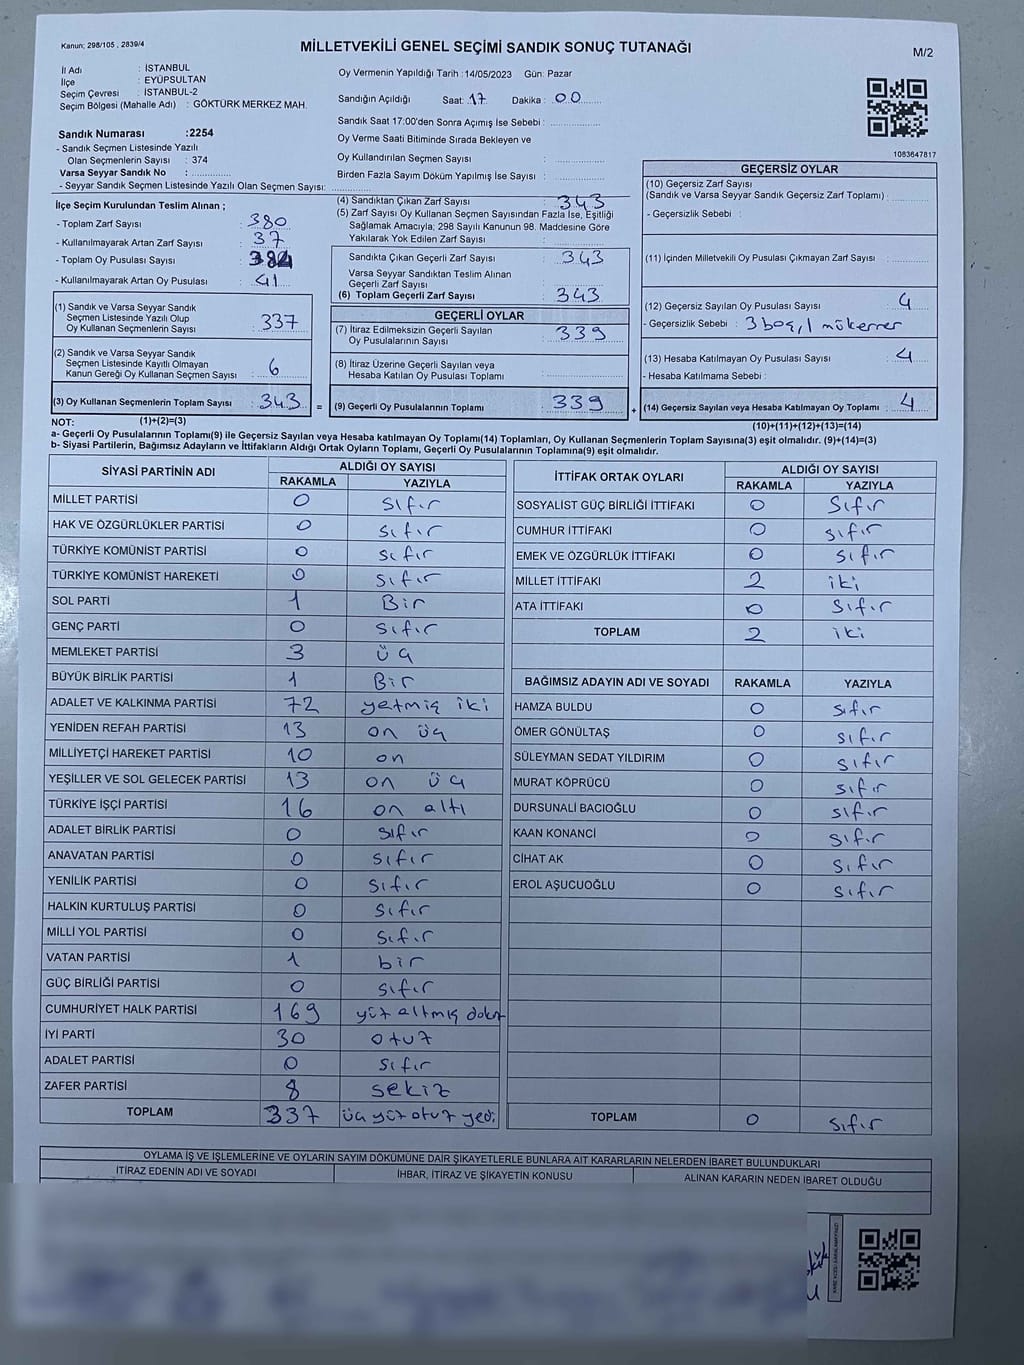 Kanun; 298/105 , 2839/4
MİLLETVEKİLİ GENEL SEÇİMİ SANDIK SONUÇ TUTANAĞI
M/2
İl Adı : İSTANBUL
İlçe : EYÜPSULTAN
Seçim Çevresi : İSTANBUL-2
Seçim Bölgesi (Mahalle Adı) : GÖKTÜRK MERKEZ MAH.
Sandık Numarası :2254
- Sandık Seçmen Listesinde Yazılı
Olan Seçmenlerin Sayısı : 374
Varsa Seyyar Sandık No :
- Seyyar Sandık Seçmen Listesinde Yazılı Olan Seçmen Sayısı:
Oy Vermenin Yapıldığı Tarih :14/05/2023 Gün: Pazar
Sandığın Açıldığı Saat: 17 Dakika : 00
Sandık Saat 17:00'den Sonra Açımış İse Sebebi :
Oy Verme Saati Bitiminde Sırada Bekleyen ve
Oy Kullandırılan Seçmen Sayısı :
Birden Fazla Sayım Döküm Yapılmış İse Sayısı :
1083647817
İlçe Seçim Kurulundan Teslim Alınan ;
- Toplam Zarf Sayısı : 380
- Kullanılmayarak Artan Zarf Sayısı : 37
- Toplam Oy Pusulası Sayısı : 384
- Kullanılmayarak Artan Oy Pusulası : 41
(1) Sandık ve Varsa Seyyar Sandık
Seçmen Listesinde Yazılı Olup
Oy Kullanan Seçmenlerin Sayısı : 337
(2) Sandık ve Varsa Seyyar Sandık
Seçmen Listesinde Kayıtlı Olmayan
Kanun Gereği Oy Kullanan Seçmen Sayısı : 6
(3) Oy Kullanan Seçmenlerin Toplam Sayısı : 343 =
(4) Sandıktan Çıkan Zarf Sayısı : 343
(5) Zarf Sayısı Oy Kullanan Seçmen Sayısından Fazla İse, Eşitliği
Sağlamak Amacıyla; 298 Sayılı Kanunun 98. Maddesine Göre
Yakılarak Yok Edilen Zarf Sayısı :
Sandıkta Çıkan Geçerli Zarf Sayısı : 343
Varsa Seyyar Sandıktan Teslim Alınan
Geçerli Zarf Sayısı :
(6) Toplam Geçerli Zarf Sayısı : 343
GEÇERLİ OYLAR
(7) İtiraz Edilmeksizin Geçerli Sayılan
Oy Pusulalarının Sayısı : 339
(8) İtiraz Üzerine Geçerli Sayılan veya
Hesaba Katılan Oy Pusulası Toplamı :
(9) Geçerli Oy Pusulalarının Toplamı : 339 +
GEÇERSİZ OYLAR
(10) Geçersiz Zarf Sayısı
(Sandık ve Varsa Seyyar Sandık Geçersiz Zarf Toplamı) :
- Geçersizlik Sebebi :
(11) İçinden Milletvekili Oy Pusulası Çıkmayan Zarf Sayısı :
(12) Geçersiz Sayılan Oy Pusulası Sayısı : 4
- Geçersizlik Sebebi : 3 boş, 1 mükerrer
(13) Hesaba Katılmayan Oy Pusulası Sayısı : 4
- Hesaba Katılmama Sebebi :
(14) Geçersiz Sayılan veya Hesaba Katılmayan Oy Toplamı : 4
NOT: (1)+(2)=(3)
(10)+(11)+(12)+(13)=(14)
a- Geçerli Oy Pusulalarının Toplamı(9) ile Geçersiz Sayılan veya Hesaba katılmayan Oy Toplamı(14) Toplamları, Oy Kullanan Seçmenlerin Toplam Sayısına(3) eşit olmalıdır. (9)+(14)=(3)
b- Siyasi Partilerin, Bağımsız Adayların ve İttifakların Aldığı Ortak Oyların Toplamı, Geçerli Oy Pusulalarının Toplamına(9) eşit olmalıdır.
SİYASİ PARTİNİN ADI ALDIĞI OY SAYISI
RAKAMLA YAZIYLA
MİLLET PARTİSİ 0 sıfır
HAK VE ÖZGÜRLÜKLER PARTİSİ 0 sıfır
TÜRKİYE KOMÜNİST PARTİSİ 0 sıfır
TÜRKİYE KOMÜNİST HAREKETİ 0 sıfır
SOL PARTİ 1 Bir
GENÇ PARTİ 0 sıfır
MEMLEKET PARTİSİ 3 üç
BÜYÜK BİRLİK PARTİSİ 1 Bir
ADALET VE KALKINMA PARTİSİ 72 yetmiş iki
YENİDEN REFAH PARTİSİ 13 on üç
MİLLİYETÇİ HAREKET PARTİSİ 10 on
YEŞİLLER VE SOL GELECEK PARTİSİ 13 on üç
TÜRKİYE İŞÇİ PARTİSİ 16 on altı
ADALET BİRLİK PARTİSİ 0 sıfır
ANAVATAN PARTİSİ 0 sıfır
YENİLİK PARTİSİ 0 sıfır
HALKIN KURTULUŞ PARTİSİ 0 sıfır
MİLLİ YOL PARTİSİ 0 sıfır
VATAN PARTİSİ 1 bir
GÜÇ BİRLİĞİ PARTİSİ 0 sıfır
CUMHURİYET HALK PARTİSİ 169 yüz altmış dokuz
İYİ PARTİ 30 otuz
ADALET PARTİSİ 0 sıfır
ZAFER PARTİSİ 8 sekiz
TOPLAM 337 üç yüz otuz yedi
İTTİFAK ORTAK OYLARI ALDIĞI OY SAYISI
RAKAMLA YAZIYLA
SOSYALİST GÜÇ BİRLİĞİ İTTİFAKI 0 sıfır
CUMHUR İTTİFAKI 0 sıfır
EMEK VE ÖZGÜRLÜK İTTİFAKI 0 sıfır
MİLLET İTTİFAKI 2 iki
ATA İTTİFAKI 0 sıfır
TOPLAM 2 iki
BAĞIMSIZ ADAYIN ADI VE SOYADI RAKAMLA YAZIYLA
HAMZA BULDU 0 sıfır
ÖMER GÖNÜLTAŞ 0 sıfır
SÜLEYMAN SEDAT YILDIRIM 0 sıfır
MURAT KÖPRÜCÜ 0 sıfır
DURSUNALİ BACIOĞLU 0 sıfır
KAAN KONANCİ 0 sıfır
CİHAT AK 0 sıfır
EROL AŞUCUOĞLU 0 sıfır
TOPLAM 0 sıfır
OYLAMA İŞ VE İŞLEMLERİNE VE OYLARIN SAYIM DÖKÜMÜNE DAİR ŞİKAYETLERLE BUNLARA AİT KARARLARIN NELERDEN İBARET BULUNDUKLARI
İTİRAZ EDENİN ADI VE SOYADI İHBAR, İTİRAZ VE ŞİKAYETİN KONUSU ALINAN KARARIN NEDEN İBARET OLDUĞU